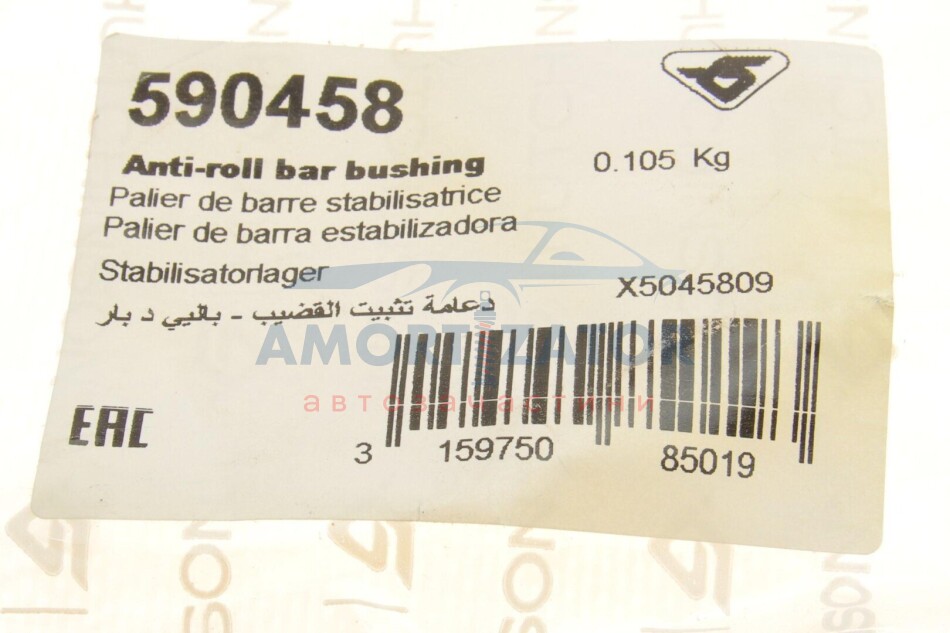 590458
Anti-roll bar bushing
0.105 Kg
Palier de barre stabilisatrice
Palier de barra estabilizadora
Stabilisatorlager
X5045809
دعامة تثبيت القضيب - باليي د بار
AMORTIZATOR
автозапчастини
EAC
3 159750 85019